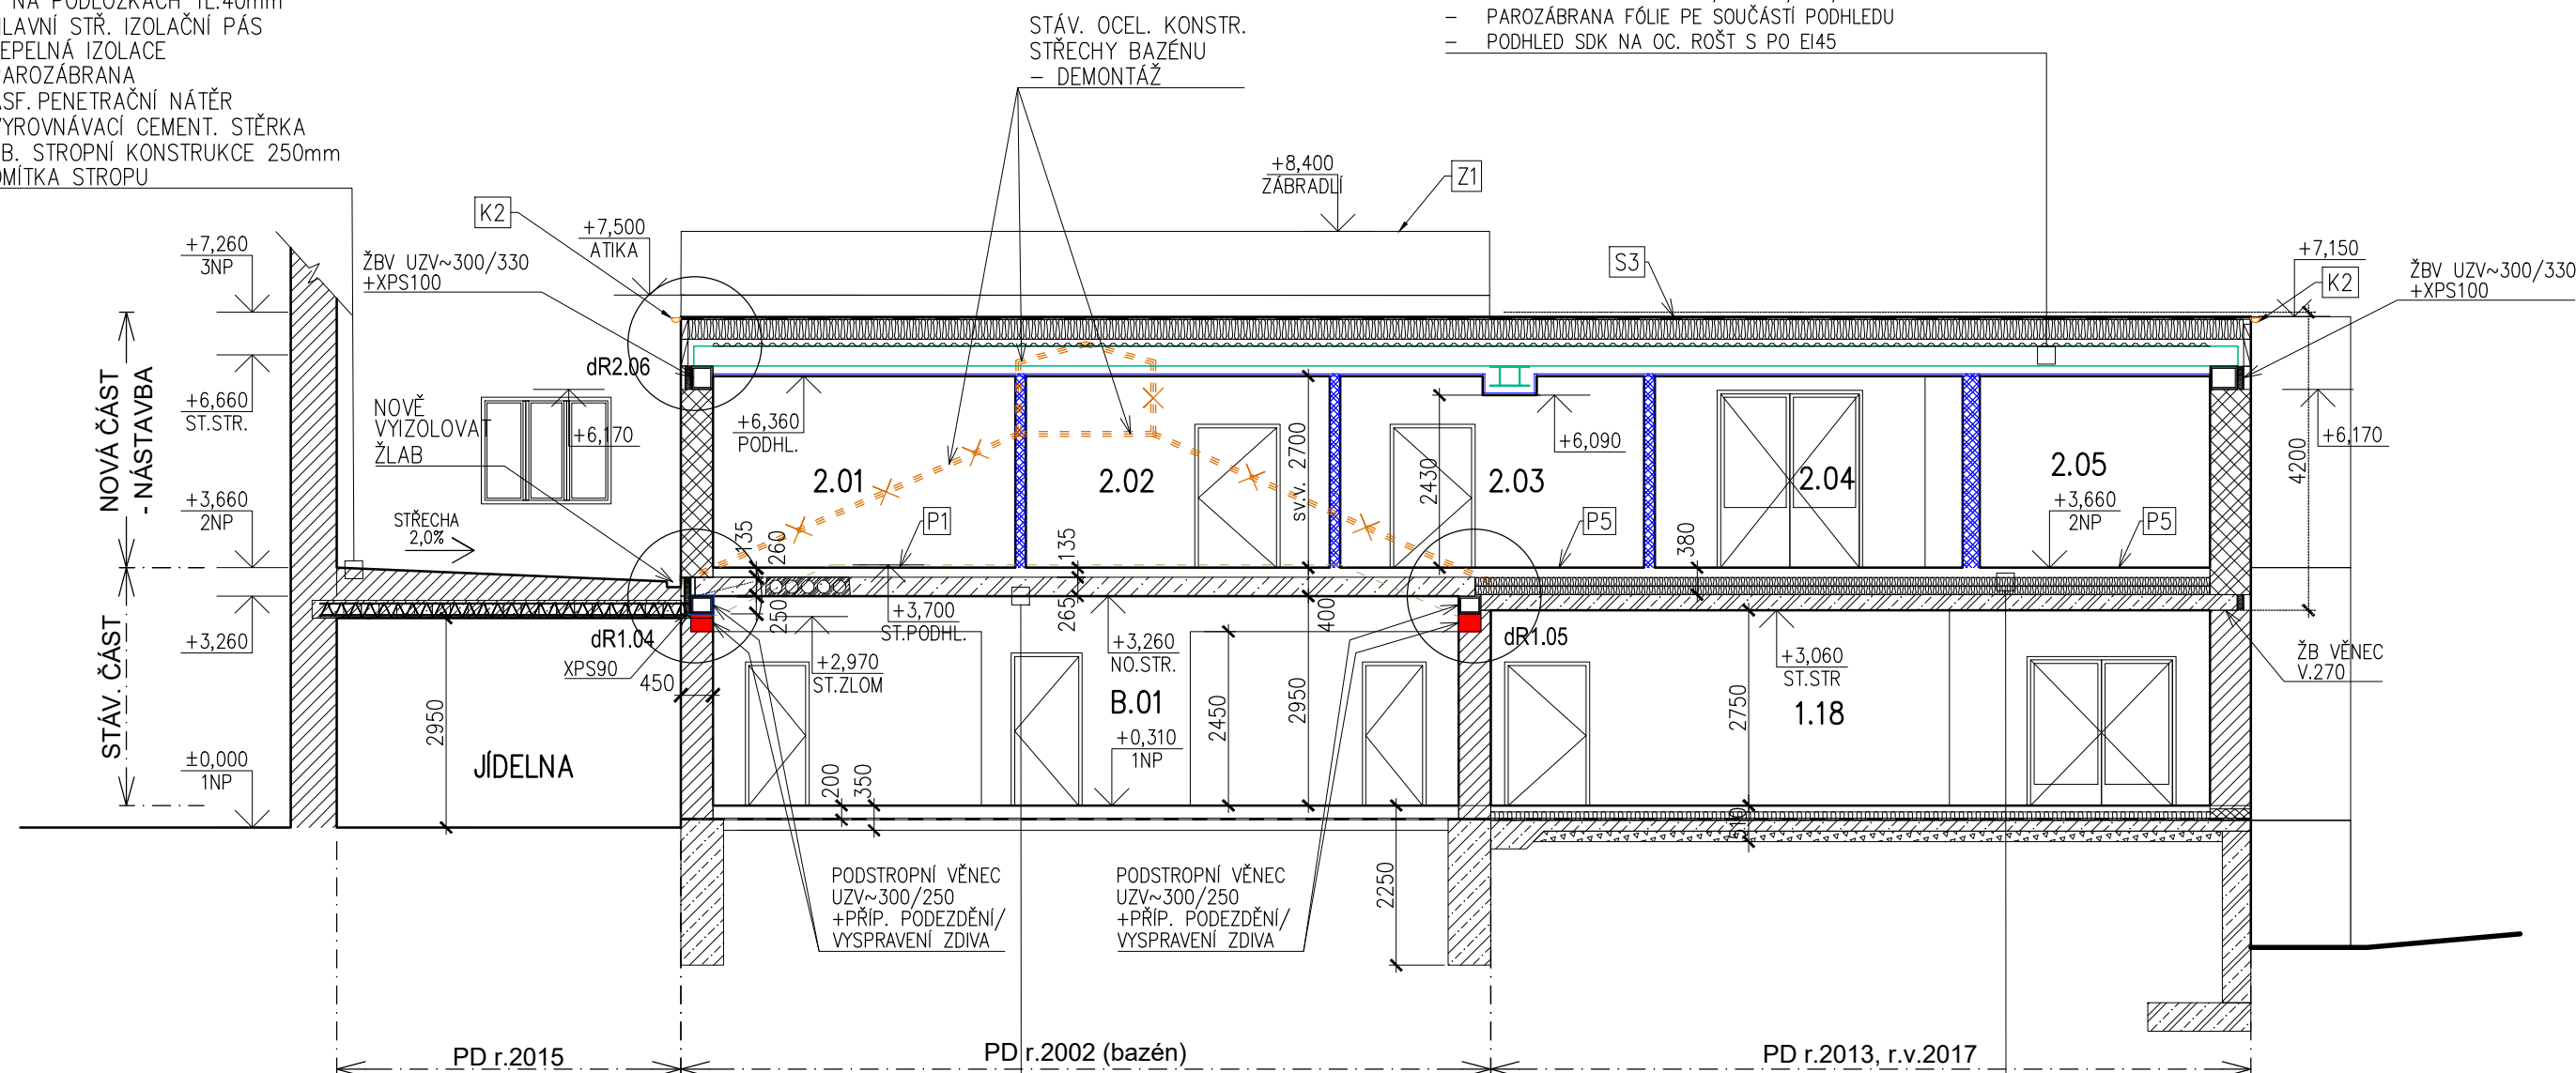 NA PODLOŽKÁCH TL.40mm
HLAVNÍ STŘ. IZOLAČNÍ PÁS
TEPELNÁ IZOLACE
PAROZÁBRANA
ASF. PENETRAČNÍ NÁTĚR
VYROVNÁVACÍ CEMENT. STĚRKA
STROPNÍ KONSTRUKCE 250mm
OMÍTKA STROPU
STÁV. OCEL. KONSTR.
STŘECHY BAZÉNU
– DEMONTÁŽ
– PAROZÁBRANA FÓLIE PE SOUČÁSTÍ PODHLEDU
– PODHLED SDK NA OC. ROŠT S PO EI45
+8,400
ZÁBRADLÍ
Z1
K2
+7,500
ATIKA
+7,260
3NP
ŽBV UZV~300/330
+XPS100
S3
+7,150
K2
ŽBV UZV~300/330
+XPS100
dR2.06
NOVÁ ČÁST
- NÁSTAVBA
+6,660
ST.STR.
NOVĚ
VYIZOLOVAT
ŽLAB
+6,170
+6,360
PODHL.
2.01
2.02
sv.v. 2700
2430
+6,090
2.03
2.04
2.05
+6,170
4200
+3,660
2NP
STŘECHA
2,0%
135
260
P1
135
P5
380
+3,660
2NP
P5
STÁV. ČÁST
+3,260
250
+3,700
ST.PODHL.
265
400
dR1.04
XPS90
450
+2,970
ST.ZLOM
+3,260
NO.STR.
dR1.05
+3,060
ST.STR
ŽB VĚNEC
V.270
2950
B.01
2450
2950
2750
1.18
±0,000
1NP
JÍDELNA
200
350
+0,310
1NP
510
PODSTROPNÍ VĚNEC
UZV~300/250
+PŘÍP. PODEZDĚNÍ/
VYSPRAVENÍ ZDIVA
PODSTROPNÍ VĚNEC
UZV~300/250
+PŘÍP. PODEZDĚNÍ/
VYSPRAVENÍ ZDIVA
2250
PD r.2015
PD r.2002 (bazén)
PD r.2013, r.v.2017